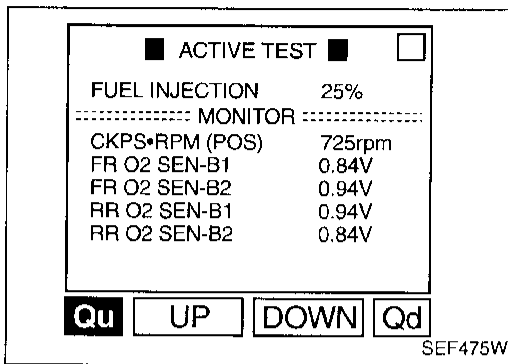 ■ ACTIVE TEST ■
FUEL INJECTION 25%
MONITOR
CKPS•RPM (POS) 725rpm
FR O2 SEN-B1 0.84V
FR O2 SEN-B2 0.94V
RR O2 SEN-B1 0.94V
RR O2 SEN-B2 0.84V
Qu UP DOWN Qd
SEF475W